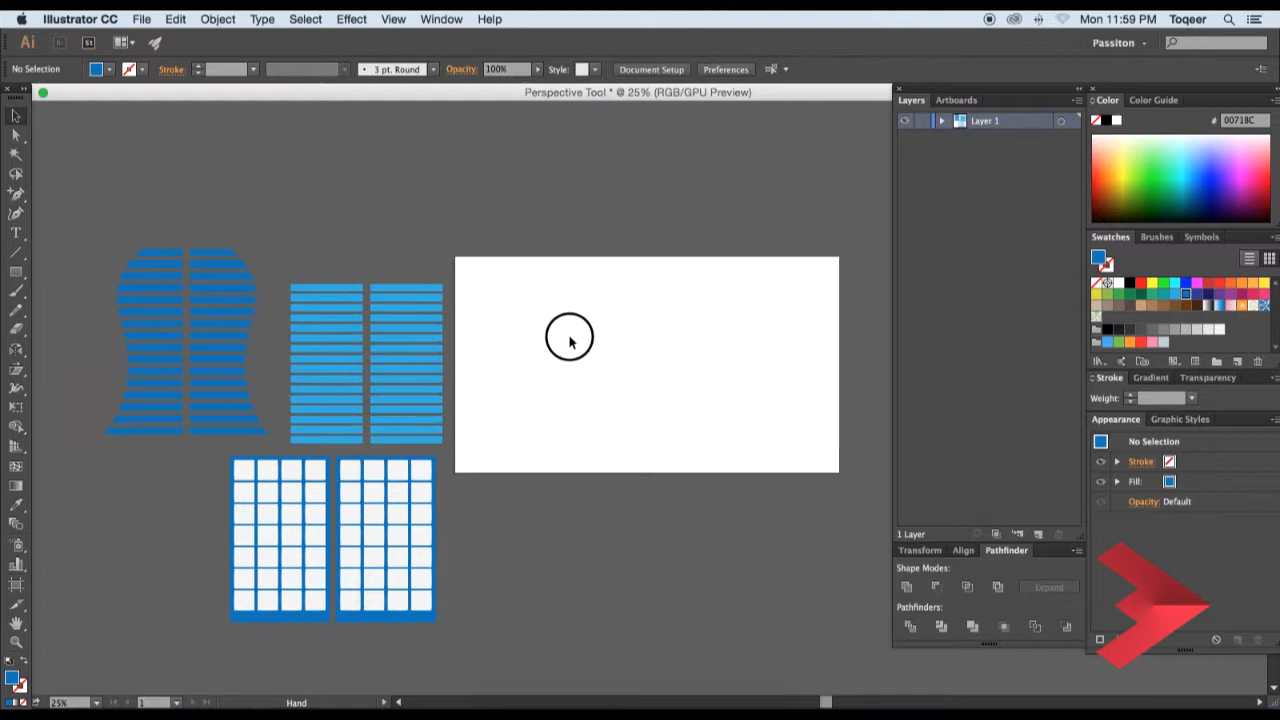 Illustrator CC File Edit Object Type Select Effect View Window Help Mon 11:59 PM Toqeer
Ai Br St Passiton
No Selection Stroke: 3 pt. Round Opacity: 100% Style: Document Setup Preferences
Perspective Tool * @ 25% (RGB/GPU Preview)
Layers Artboards
Layer 1
Color Color Guide
# 0071BC
Swatches Brushes Symbols
Stroke Gradient Transparency
Weight:
Appearance Graphic Styles
No Selection
Stroke:
Fill:
Opacity: Default
1 Layer
Transform Align Pathfinder
Shape Modes:
Expand
Pathfinders:
25% 1 Hand